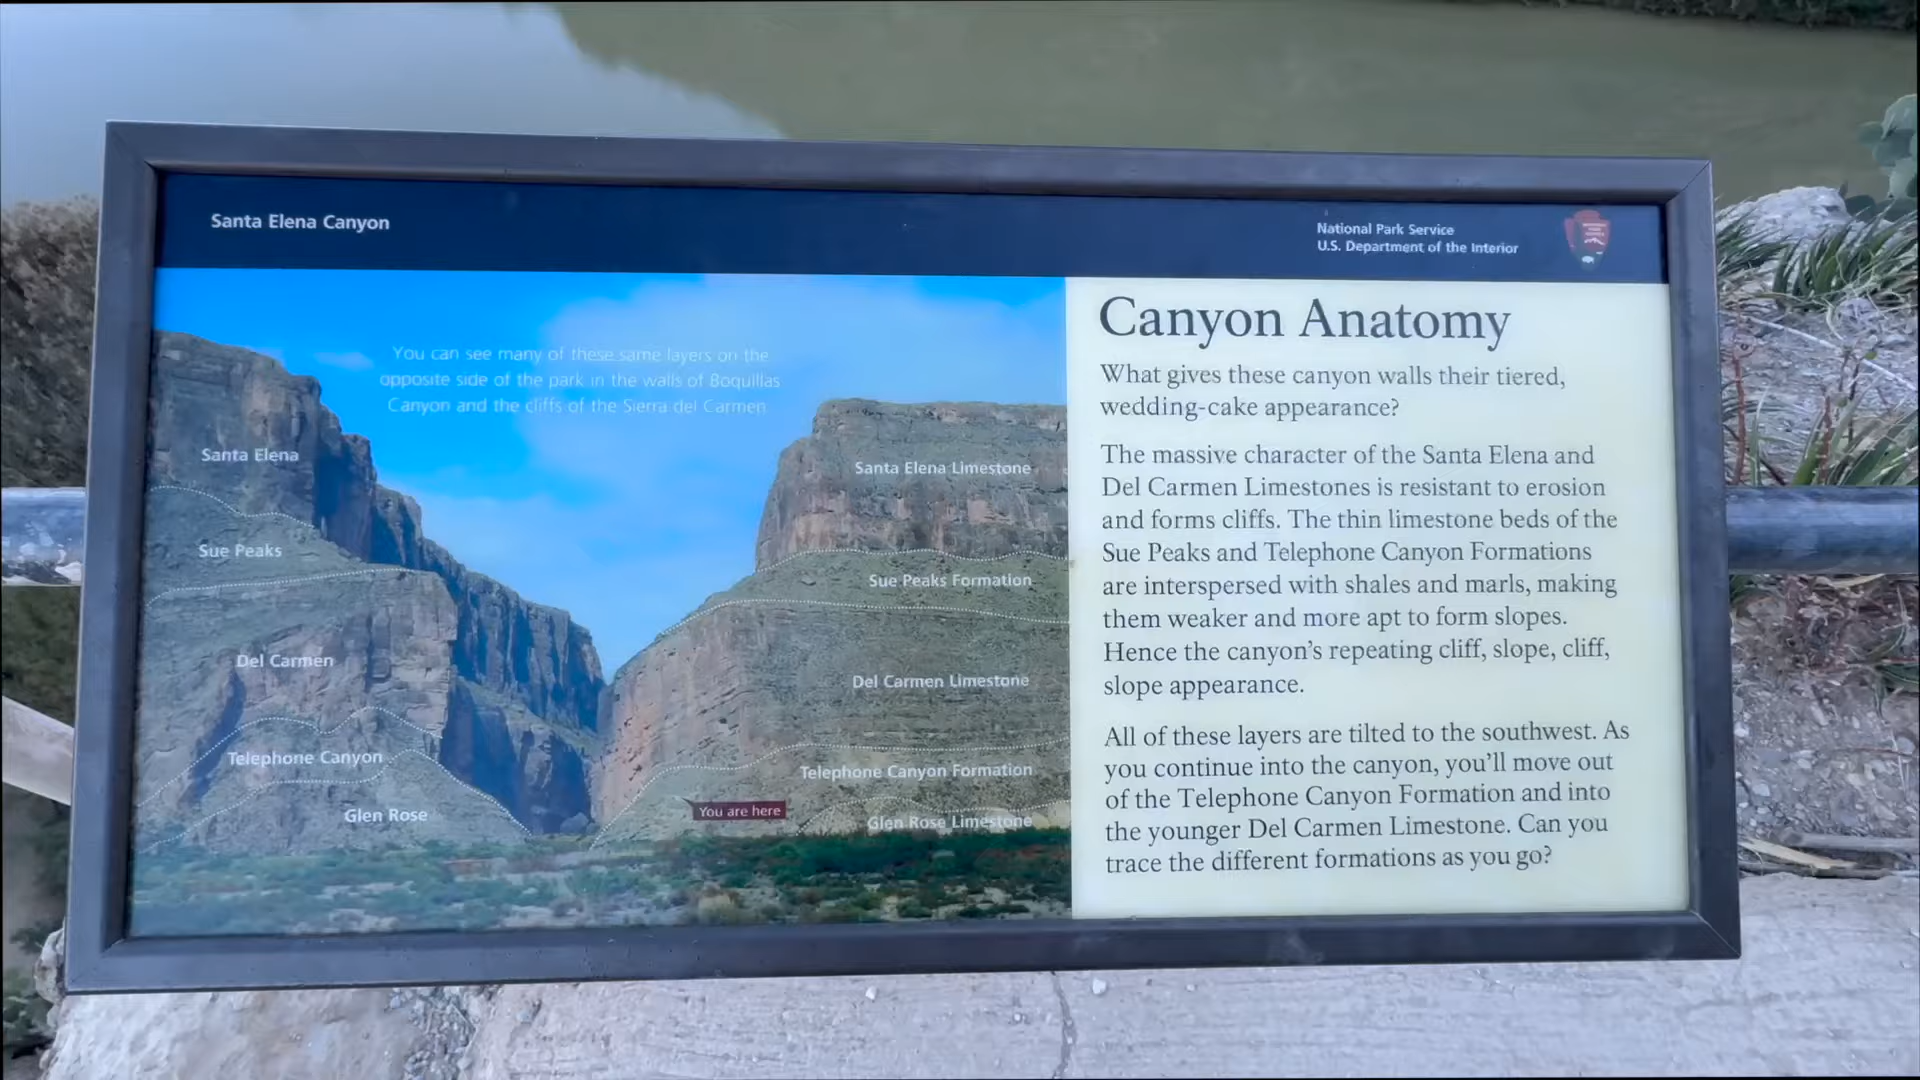 Santa Elena Canyon
National Park Service
U.S. Department of the Interior
You can see many of these same layers on the
opposite side of the park in the walls of Boquillas
Canyon and the cliffs of the Sierra del Carmen
Santa Elena
Sue Peaks
Del Carmen
Telephone Canyon
Glen Rose
Santa Elena Limestone
Sue Peaks Formation
Del Carmen Limestone
Telephone Canyon Formation
You are here
Glen Rose Limestone
Canyon Anatomy
What gives these canyon walls their tiered,
wedding-cake appearance?
The massive character of the Santa Elena and
Del Carmen Limestones is resistant to erosion
and forms cliffs. The thin limestone beds of the
Sue Peaks and Telephone Canyon Formations
are interspersed with shales and marls, making
them weaker and more apt to form slopes.
Hence the canyon's repeating cliff, slope, cliff,
slope appearance.
All of these layers are tilted to the southwest. As
you continue into the canyon, you'll move out
of the Telephone Canyon Formation and into
the younger Del Carmen Limestone. Can you
trace the different formations as you go?